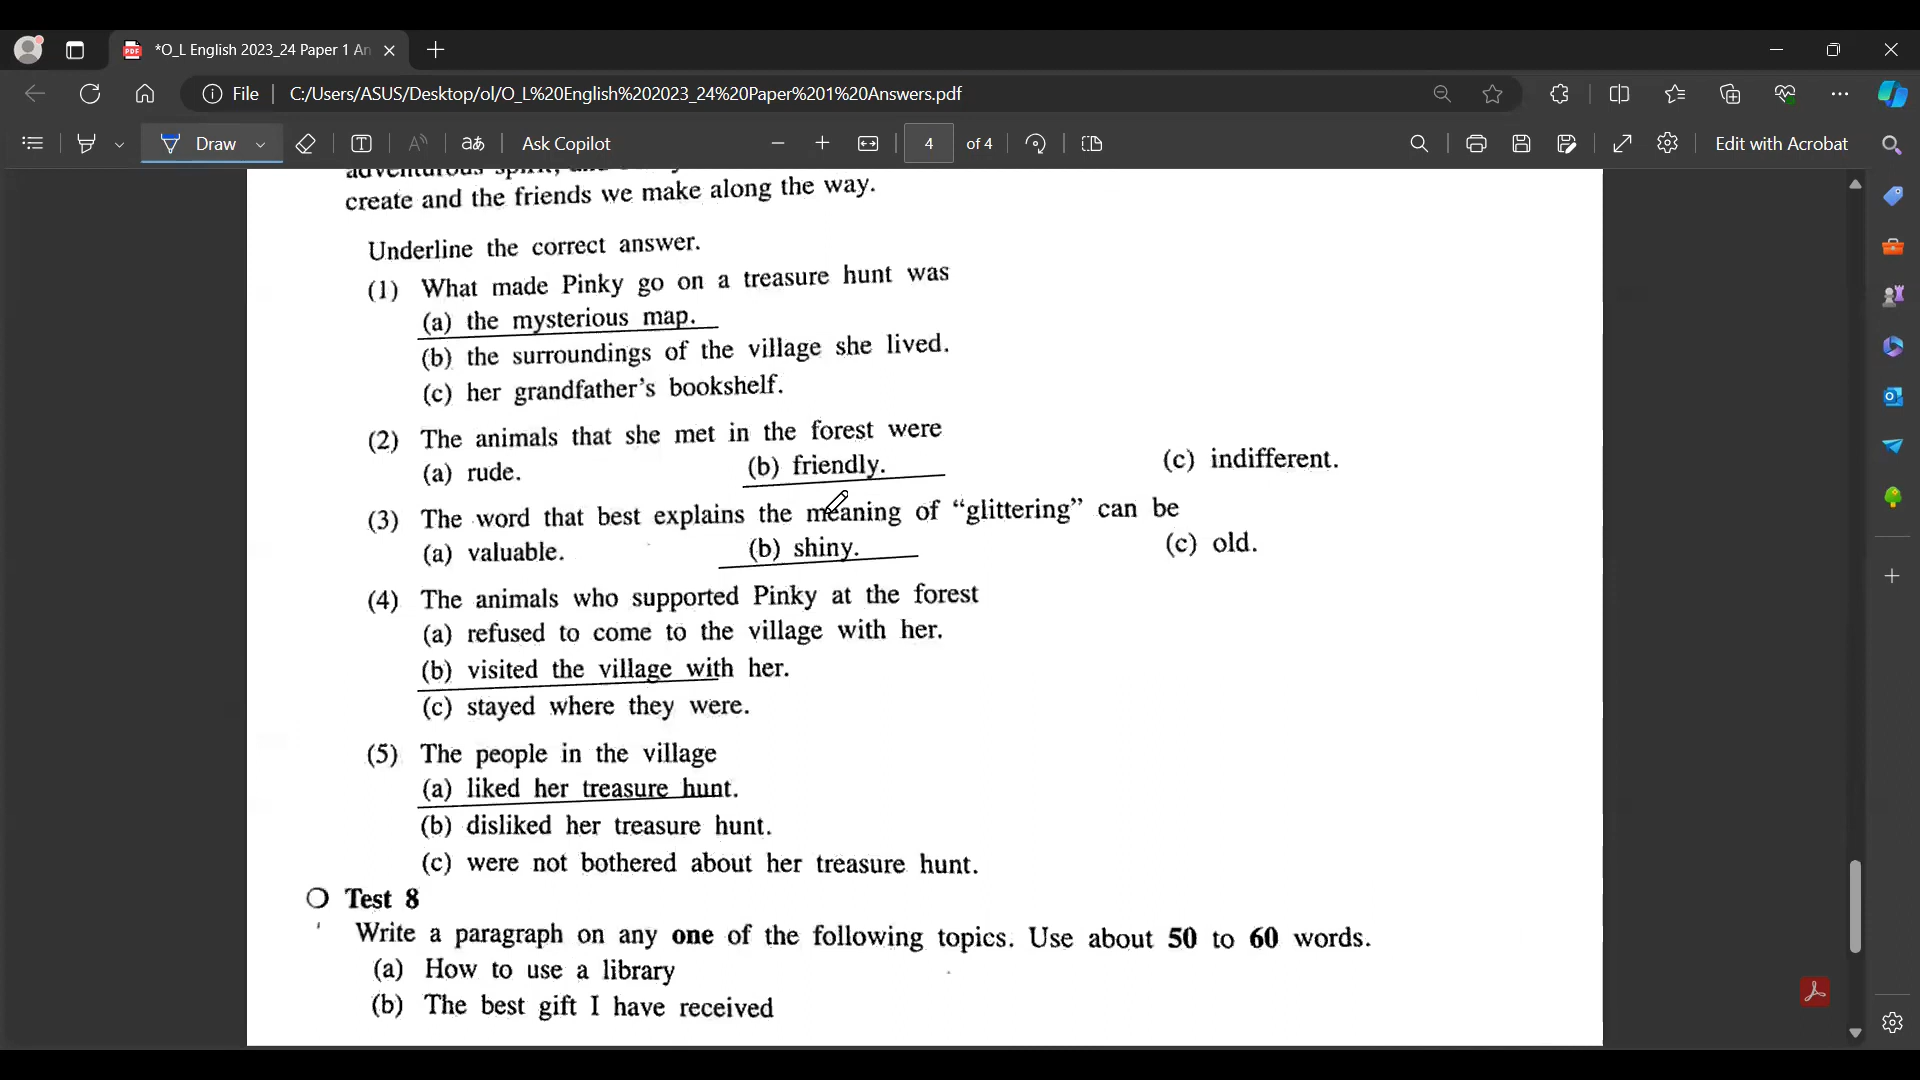 *O_L English 2023_24 Paper 1 An
File
C:/Users/ASUS/Desktop/ol/O_L%20English%202023_24%20Paper%201%20Answers.pdf
Draw
aあ
Ask Copilot
4 of 4
Edit with Acrobat
create and the friends we make along the way.
Underline the correct answer.
(1) What made Pinky go on a treasure hunt was
(a) the mysterious map.
(b) the surroundings of the village she lived.
(c) her grandfather's bookshelf.
(2) The animals that she met in the forest were
(a) rude. (b) friendly. (c) indifferent.
(3) The word that best explains the meaning of "glittering" can be
(a) valuable. (b) shiny. (c) old.
(4) The animals who supported Pinky at the forest
(a) refused to come to the village with her.
(b) visited the village with her.
(c) stayed where they were.
(5) The people in the village
(a) liked her treasure hunt.
(b) disliked her treasure hunt.
(c) were not bothered about her treasure hunt.
Test 8
Write a paragraph on any one of the following topics. Use about 50 to 60 words.
(a) How to use a library
(b) The best gift I have received